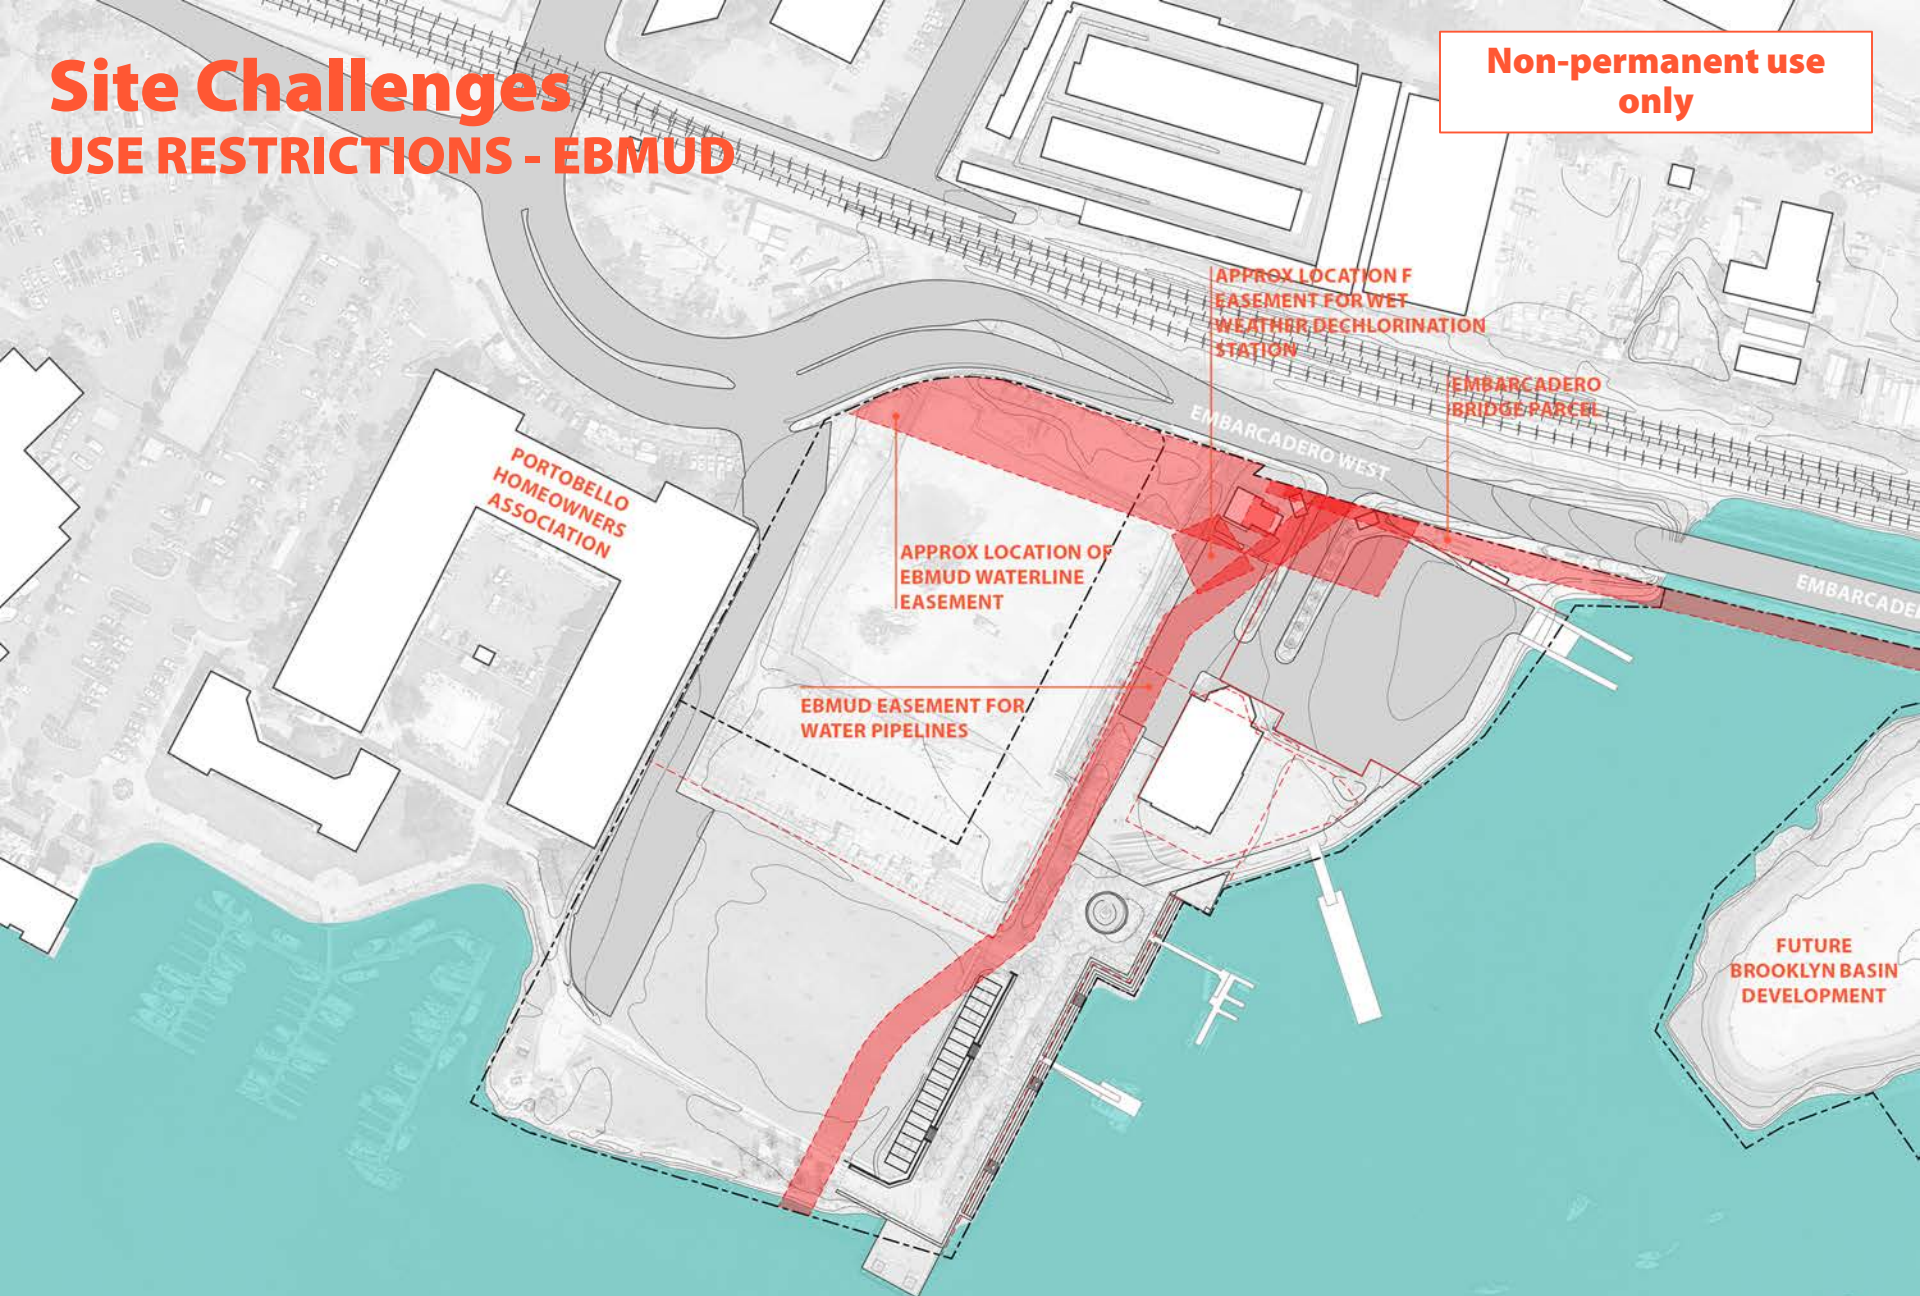 Site Challenges
USE RESTRICTIONS - EBMUD
Non-permanent use
only
APPROX LOCATION F
EASEMENT FOR WET
WEATHER DECHLORINATION
STATION
EMBARCADERO
BRIDGE PARCEL
EMBARCADERO WEST
PORTOBELLO
HOMEOWNERS
ASSOCIATION
APPROX LOCATION OF
EBMUD WATERLINE
EASEMENT
EMBARCADE
EBMUD EASEMENT FOR
WATER PIPELINES
FUTURE
BROOKLYN BASIN
DEVELOPMENT